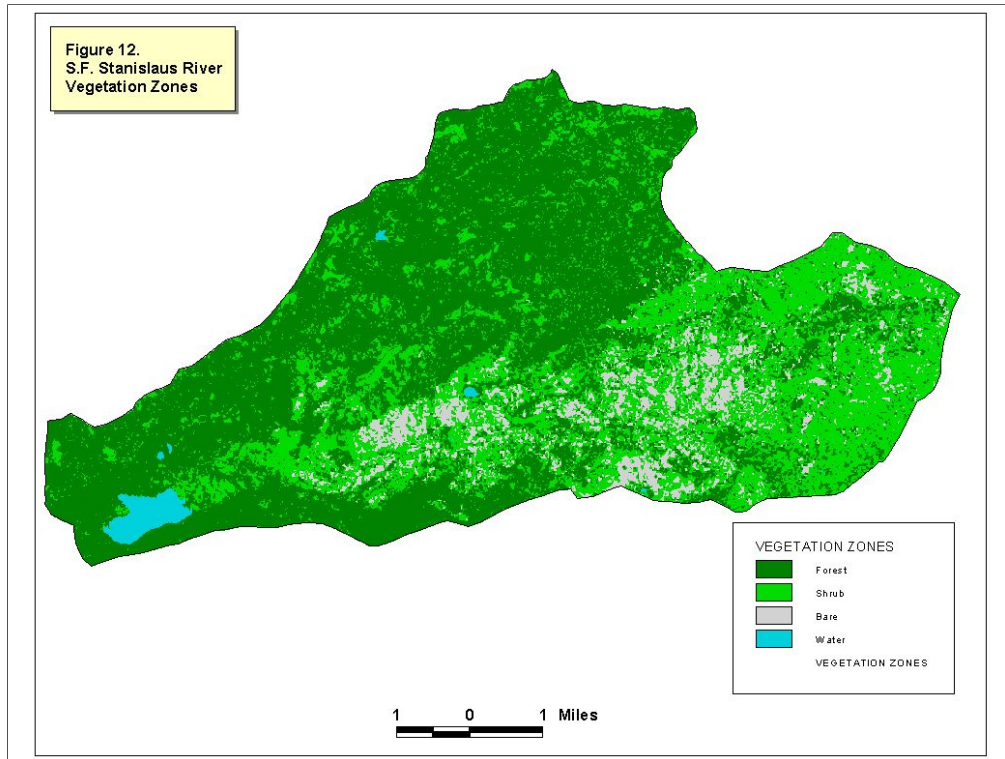 Figure 12.
S.F. Stanislaus River
Vegetation Zones
VEGETATION ZONES
Forest
Shrub
Bare
Water
VEGETATION ZONES
1 0 1 Miles